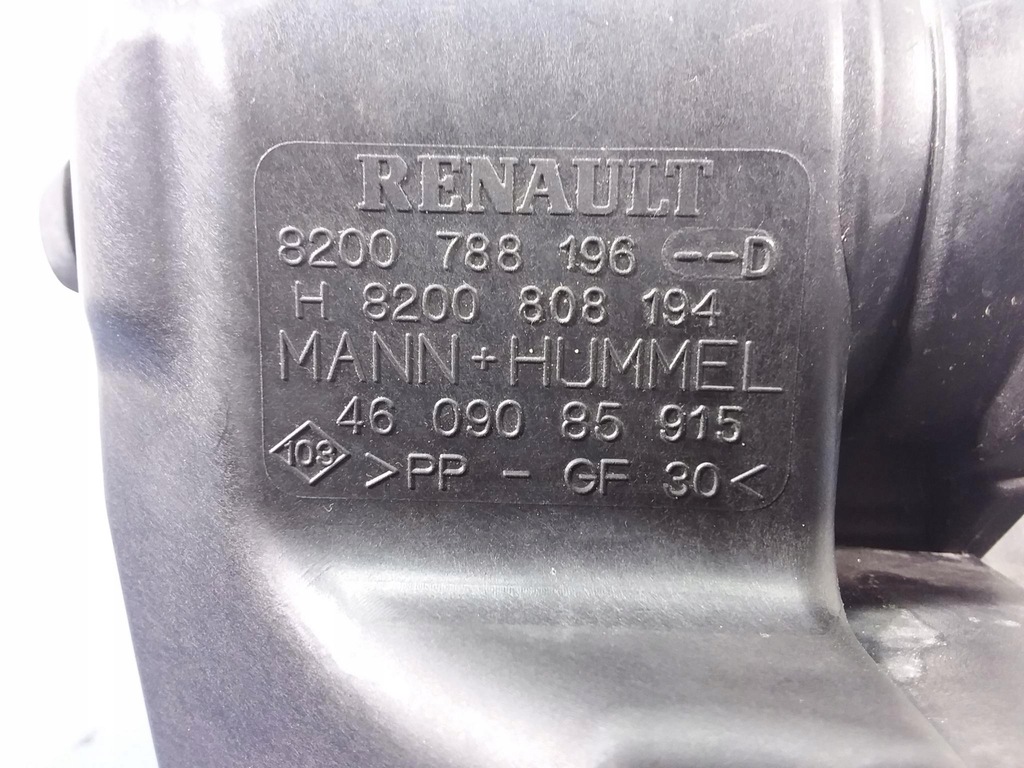 RENAULT
8200 788 196 --D
H 8200 808 194
MANN+HUMMEL
46 090 85 915
103 >PP - GF 30<